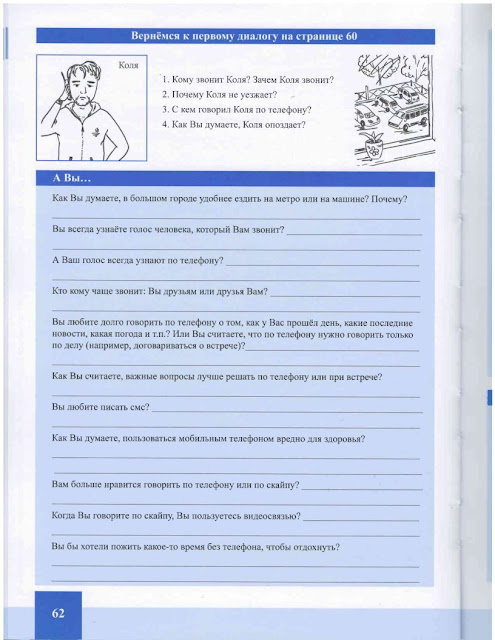 Вернёмся к первому диалогу на странице 60
Коля
1. Кому звонит Коля? Зачем Коля звонит?
2. Почему Коля не уезжает?
3. С кем говорил Коля по телефону?
4. Как Вы думаете, Коля опоздает?
А Вы...
Как Вы думаете, в большом городе удобнее ездить на метро или на машине? Почему?
Вы всегда узнаёте голос человека, который Вам звонит?
А Ваш голос всегда узнают по телефону?
Кто кому чаще звонит: Вы друзьям или друзья Вам?
Вы любите долго говорить по телефону о том, как у Вас прошёл день, какие последние
новости, какая погода и т.п.? Или Вы считаете, что по телефону нужно говорить только
по делу (например, договариваться о встрече)?
Как Вы считаете, важные вопросы лучше решать по телефону или при встрече?
Вы любите писать смс?
Как Вы думаете, пользоваться мобильным телефоном вредно для здоровья?
Вам больше нравится говорить по телефону или по скайпу?
Когда Вы говорите по скайпу, Вы пользуетесь видеосвязью?
Вы бы хотели пожить какое-то время без телефона, чтобы отдохнуть?
62